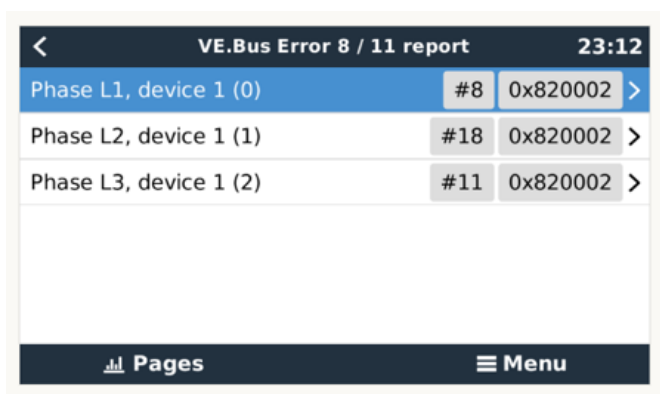 VE.Bus Error 8 / 11 report 23:12
Phase L1, device 1 (0) #8 0x820002
Phase L2, device 1 (1) #18 0x820002
Phase L3, device 1 (2) #11 0x820002
Pages Menu